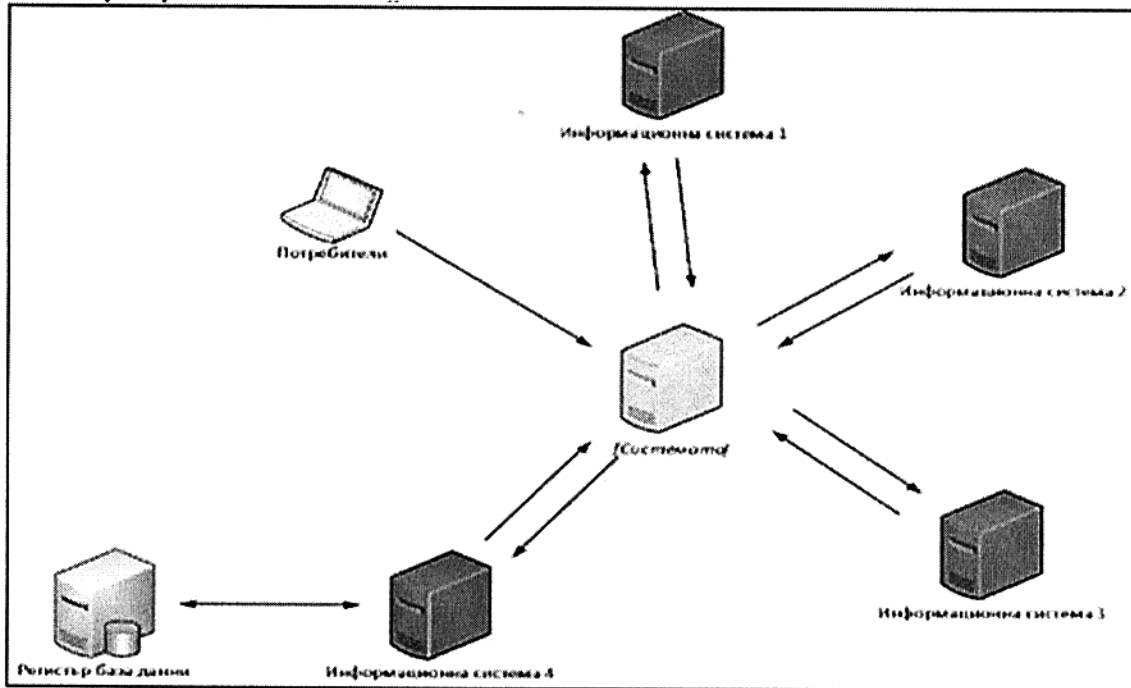 Информационна система 1
Потребители
Информационна система 2
[Системата]
Информационна система 3
Регистър база данни
Информационна система 4